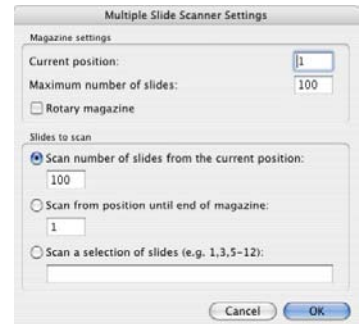 Multiple Slide Scanner Settings
Magazine settings
Current position: 1
Maximum number of slides: 100
Rotary magazine
Slides to scan
Scan number of slides from the current position:
100
Scan from position until end of magazine:
1
Scan a selection of slides (e.g. 1,3,5-12):
Cancel OK